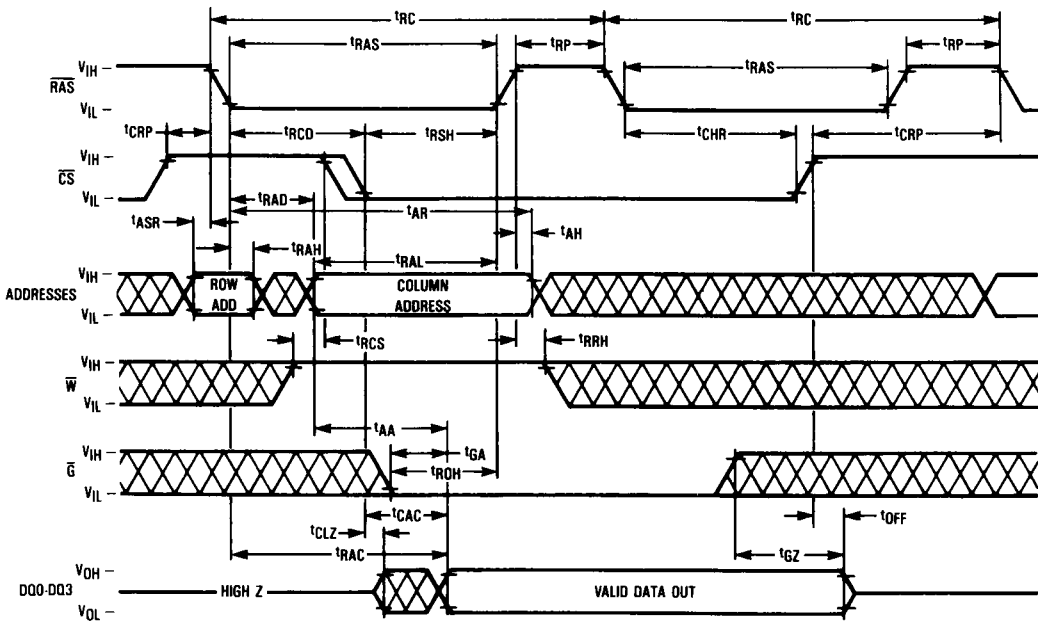 tRC tRC
tRAS tRP tRP
VIH
RAS tRAS
VIL
tCRP tRCD tRSH tCHR tCRP
VIH
CS
VIL
tRAD tAR
tASR tAH
tRAH tRAL
VIH
ADDRESSES ROW ADD COLUMN ADDRESS
VIL
tRCS tRRH
VIH
W
VIL
tAA
VIH tGA
G tROH
VIL
tCAC tOFF
tCLZ
tRAC tGZ
VOH
DQ0-DQ3 HIGH Z VALID DATA OUT
VOL